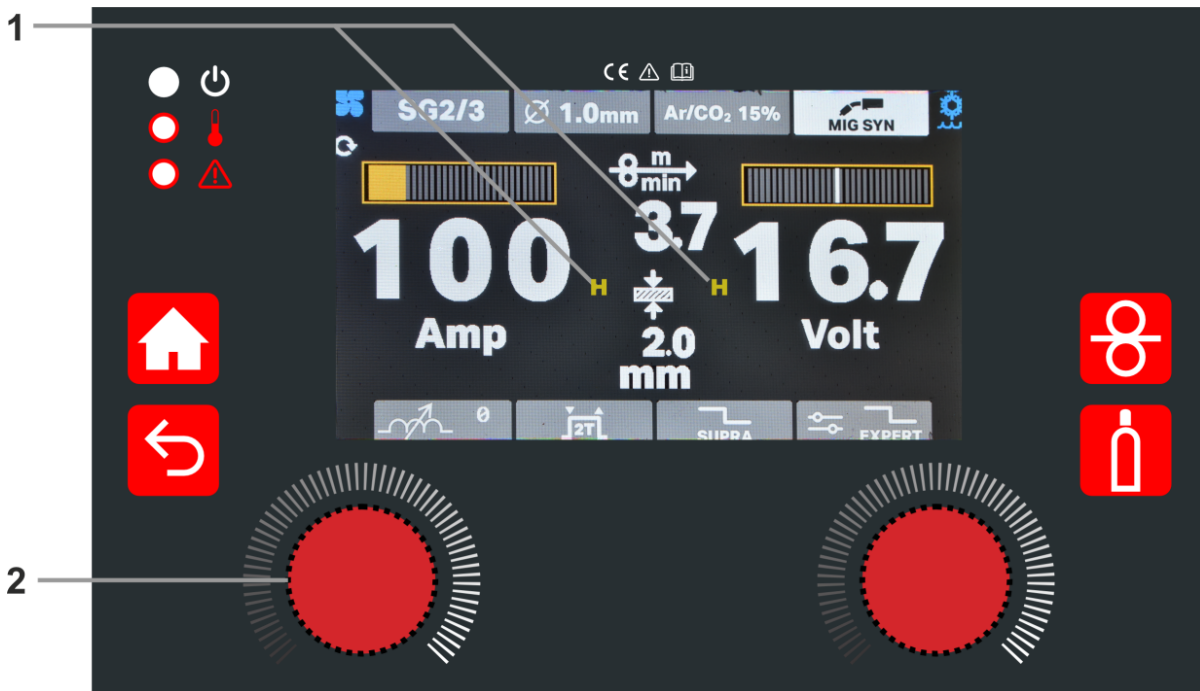 1
CE
SG2/3
Ø 1.0mm
Ar/CO₂ 15%
MIG SYN
m
min
3.7
100
H
H
16.7
Amp
2.0
mm
Volt
0
2T
SUPRA
EXPERT
2